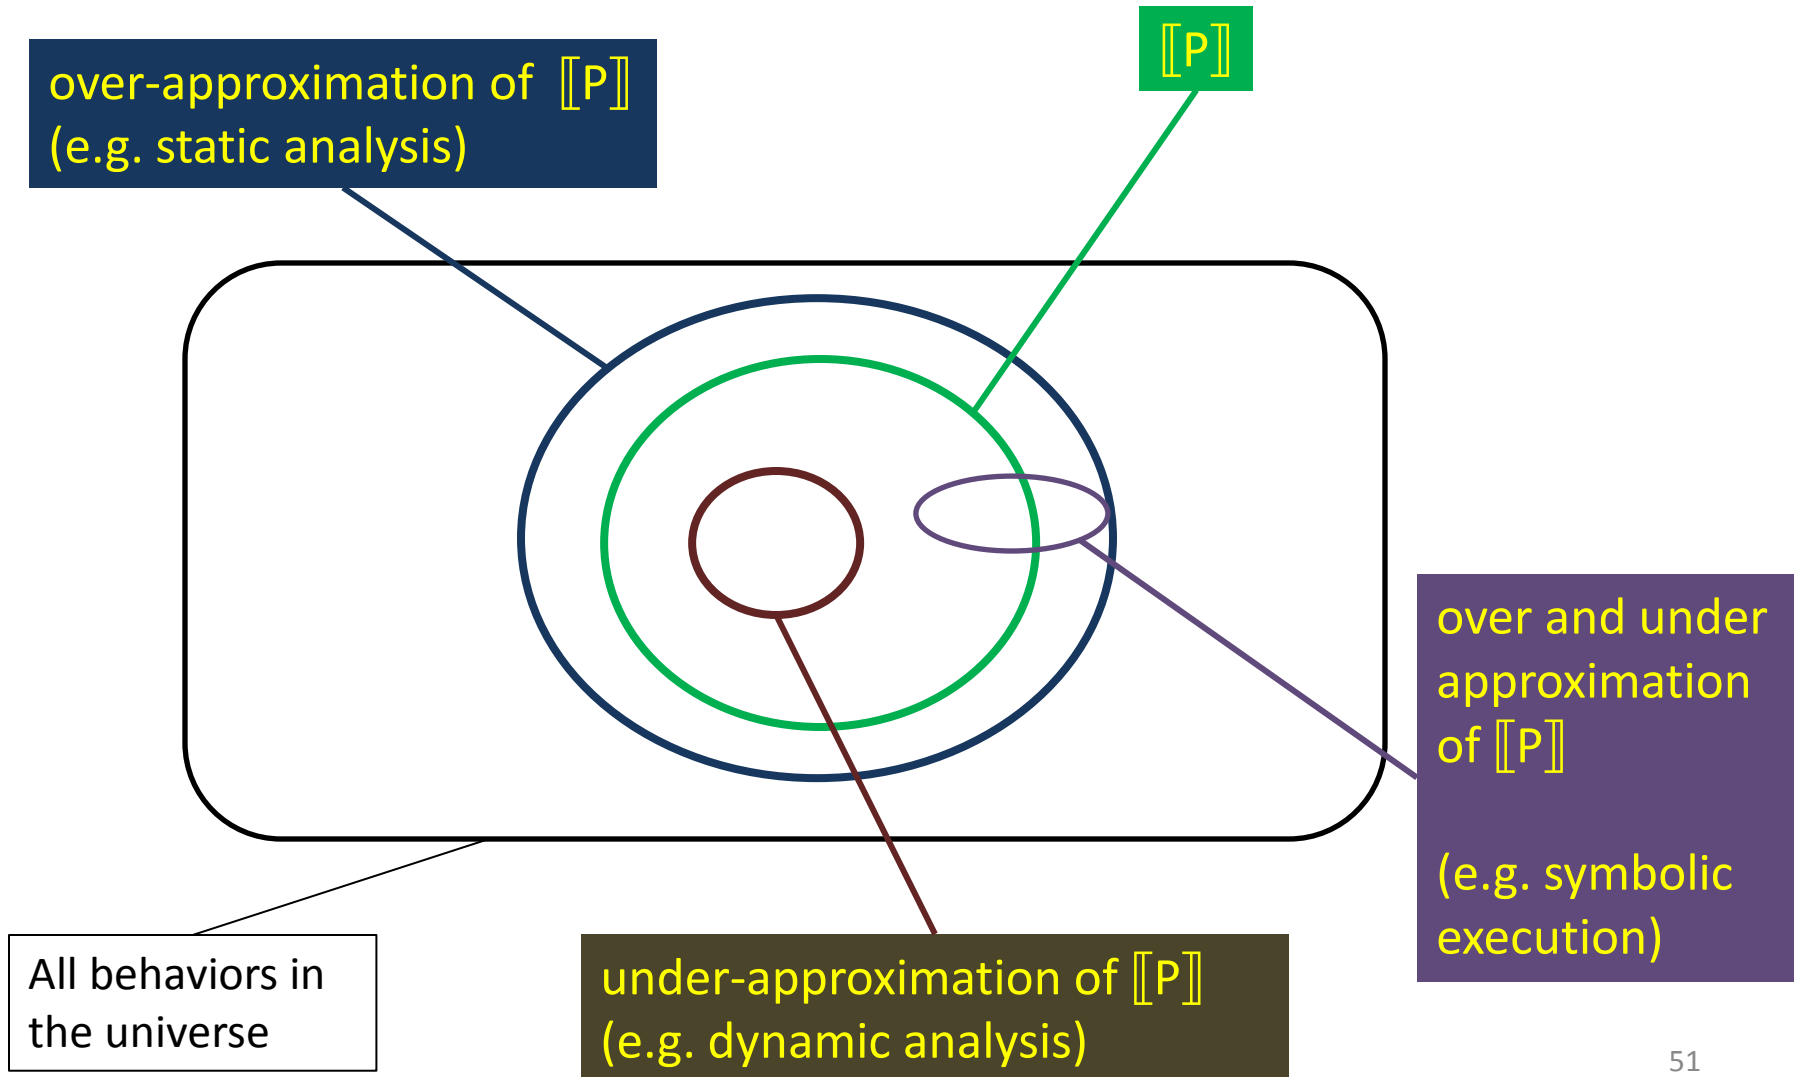 over-approximation of ⟦P⟧
(e.g. static analysis)
⟦P⟧
over and under
approximation
of ⟦P⟧
(e.g. symbolic
execution)
All behaviors in
the universe
under-approximation of ⟦P⟧
(e.g. dynamic analysis)
51